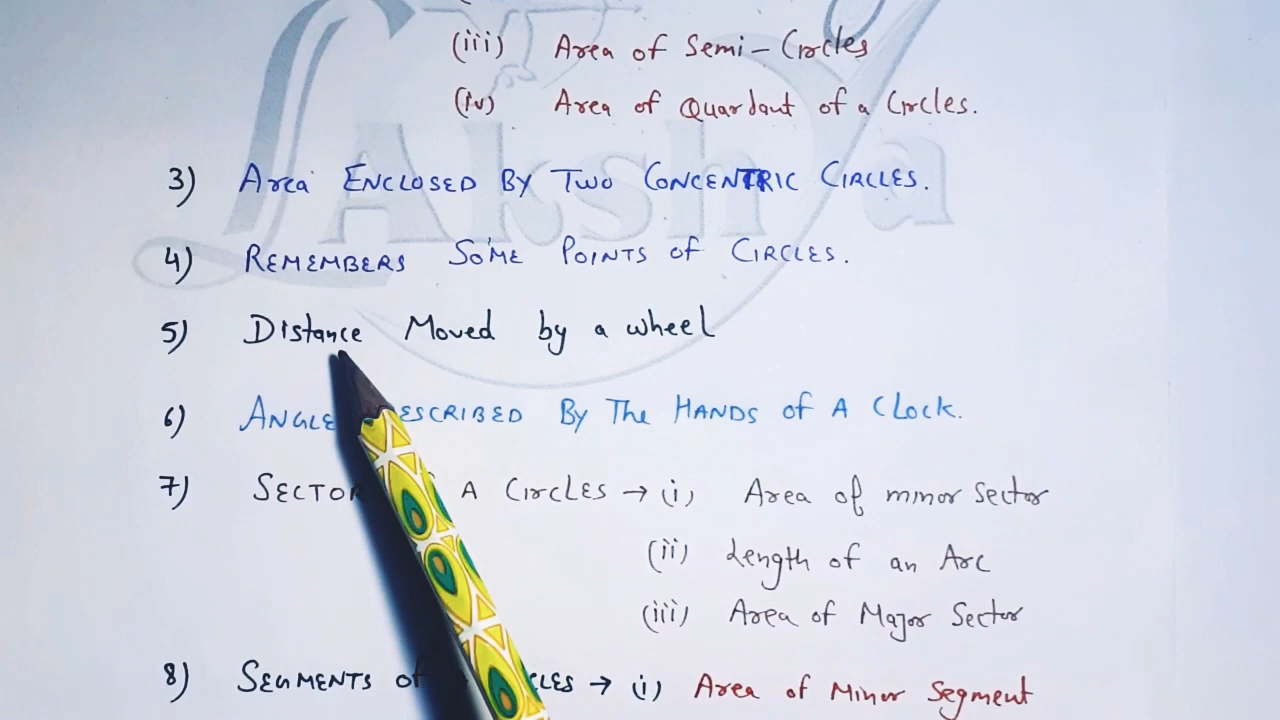 (iii) Area of Semi-Circles
(iv) Area of Quardant of a Circles.
3) Area ENCLOSED BY TWO CONCENTRIC CIRCLES.
4) REMEMBERS SOME POINTS of CIRCLES.
5) Distance Moved by a wheel
6) ANGLE DESCRIBED By The HANDS of A Clock.
7) SECTOR A CIrCLES → (i) Area of minor Sector
(ii) Length of an Arc
(iii) Area of Major Sector
8) SEGMENTS of → (i) Area of Minor Segment
Lakshya